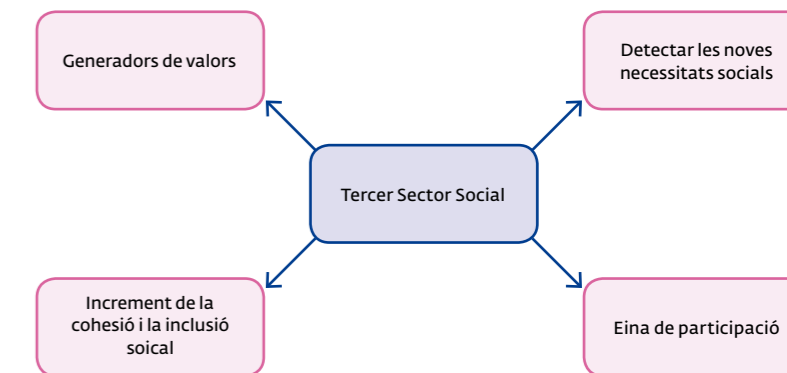 Generadors de valors
Detectar les noves
necessitats socials
Tercer Sector Social
Increment de la
cohesió i la inclusió
soical
Eina de participació